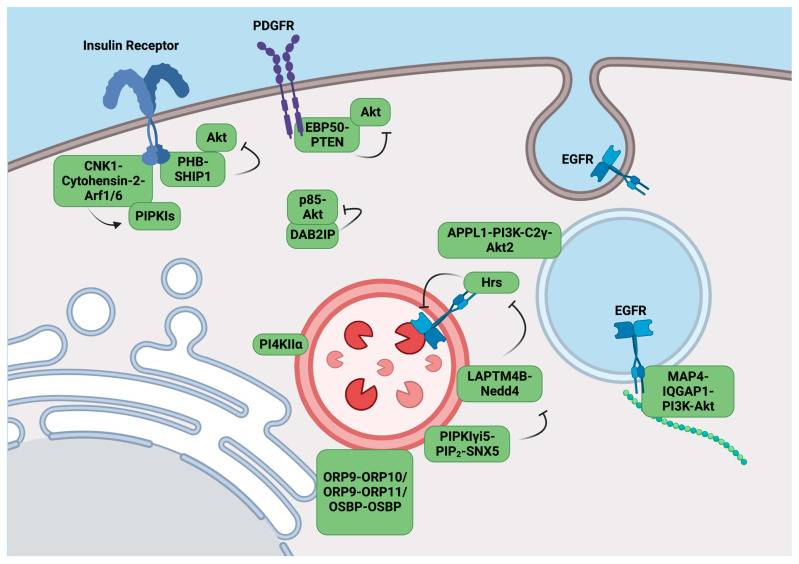 PDGFR
Insulin Receptor
Akt
EBP50-
PTEN
Akt
CNK1-
Cytohensin-2-
Arf1/6
PHB-
SHIP1
PIPKIs
EGFR
p85-
Akt
DAB2IP
APPL1-PI3K-C2γ-
Akt2
Hrs
EGFR
PI4KIIα
LAPTM4B-
Nedd4
MAP4-
IQGAP1-
PI3K-Akt
PIPKIγi5-
PIP₂-SNX5
ORP9-ORP10/
ORP9-ORP11/
OSBP-OSBP